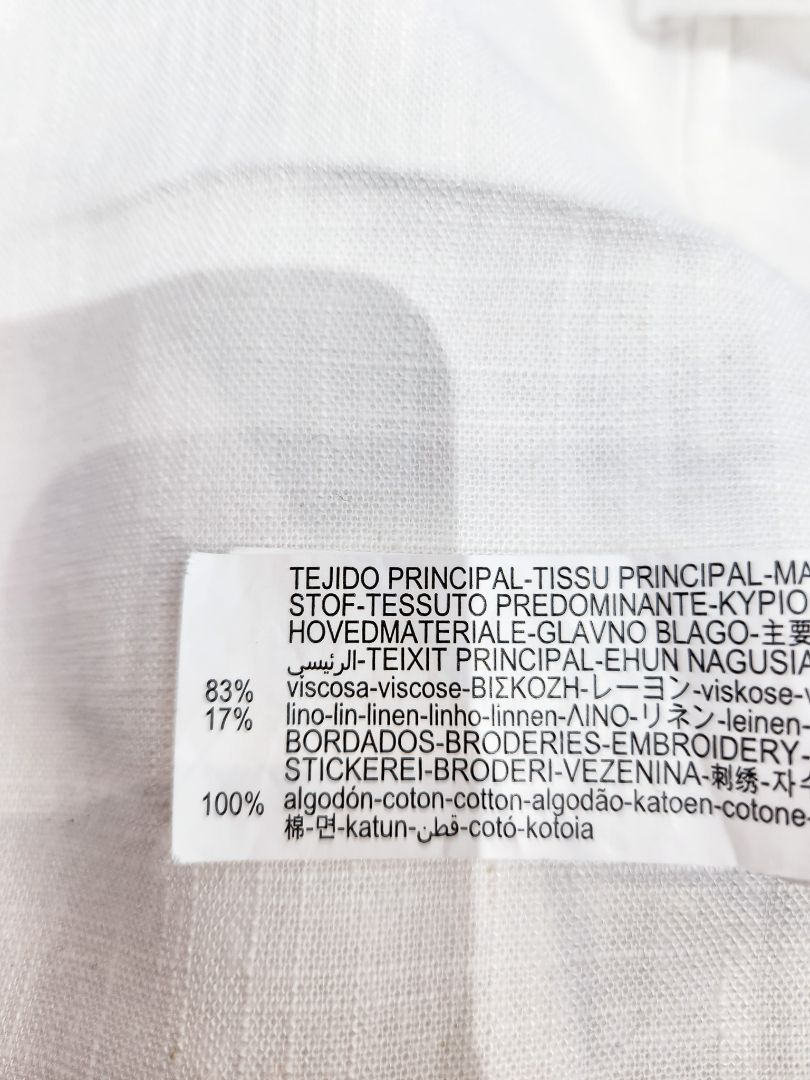 TEJIDO PRINCIPAL-TISSU PRINCIPAL-MA
STOF-TESSUTO PREDOMINANTE-ΚΥΡΙΟ
HOVEDMATERIALE-GLAVNO BLAGO-主要
الرئيسي-TEIXIT PRINCIPAL-EHUN NAGUSIA
83% viscosa-viscose-ΒΙΣΚΟΖΗ-レーヨン-viskose-
17% lino-lin-linen-linho-linnen-ΛΙΝΟ-リネン-leinen-
BORDADOS-BRODERIES-EMBROIDERY-
STICKEREI-BRODERI-VEZENINA-刺绣-자수
100% algodón-coton-cotton-algodão-katoen-cotone-
棉-면-katun-قطن-cotó-kotoia